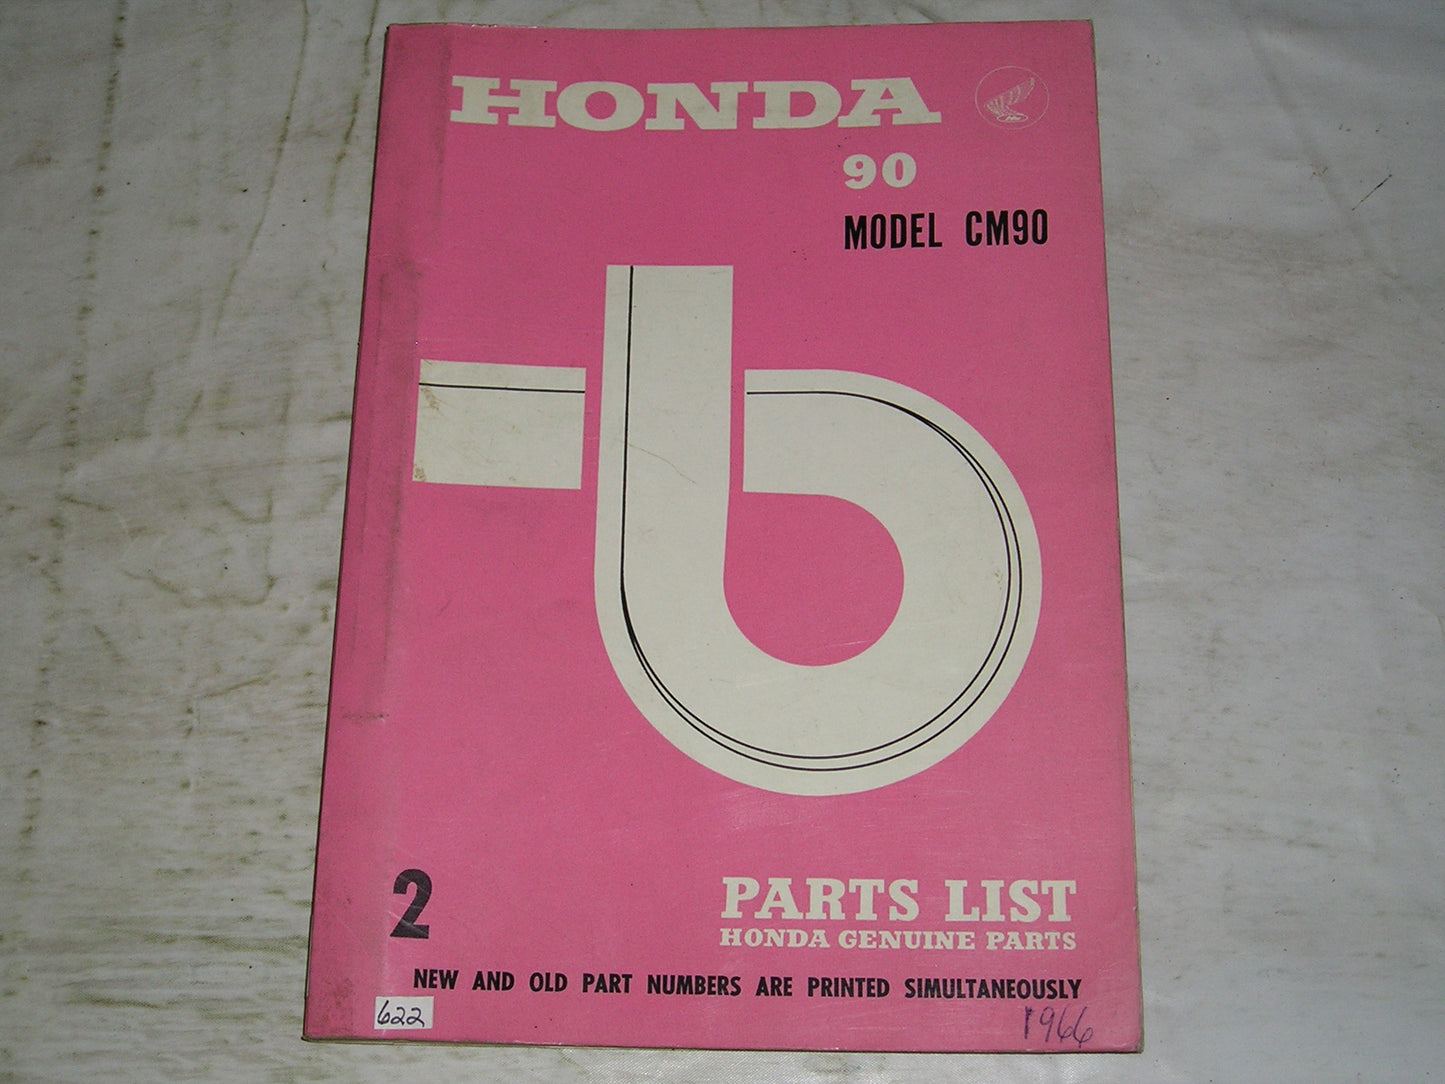 HONDA
90
MODEL CM90
2
PARTS LIST
HONDA GENUINE PARTS
NEW AND OLD PART NUMBERS ARE PRINTED SIMULTANEOUSLY
622
1966